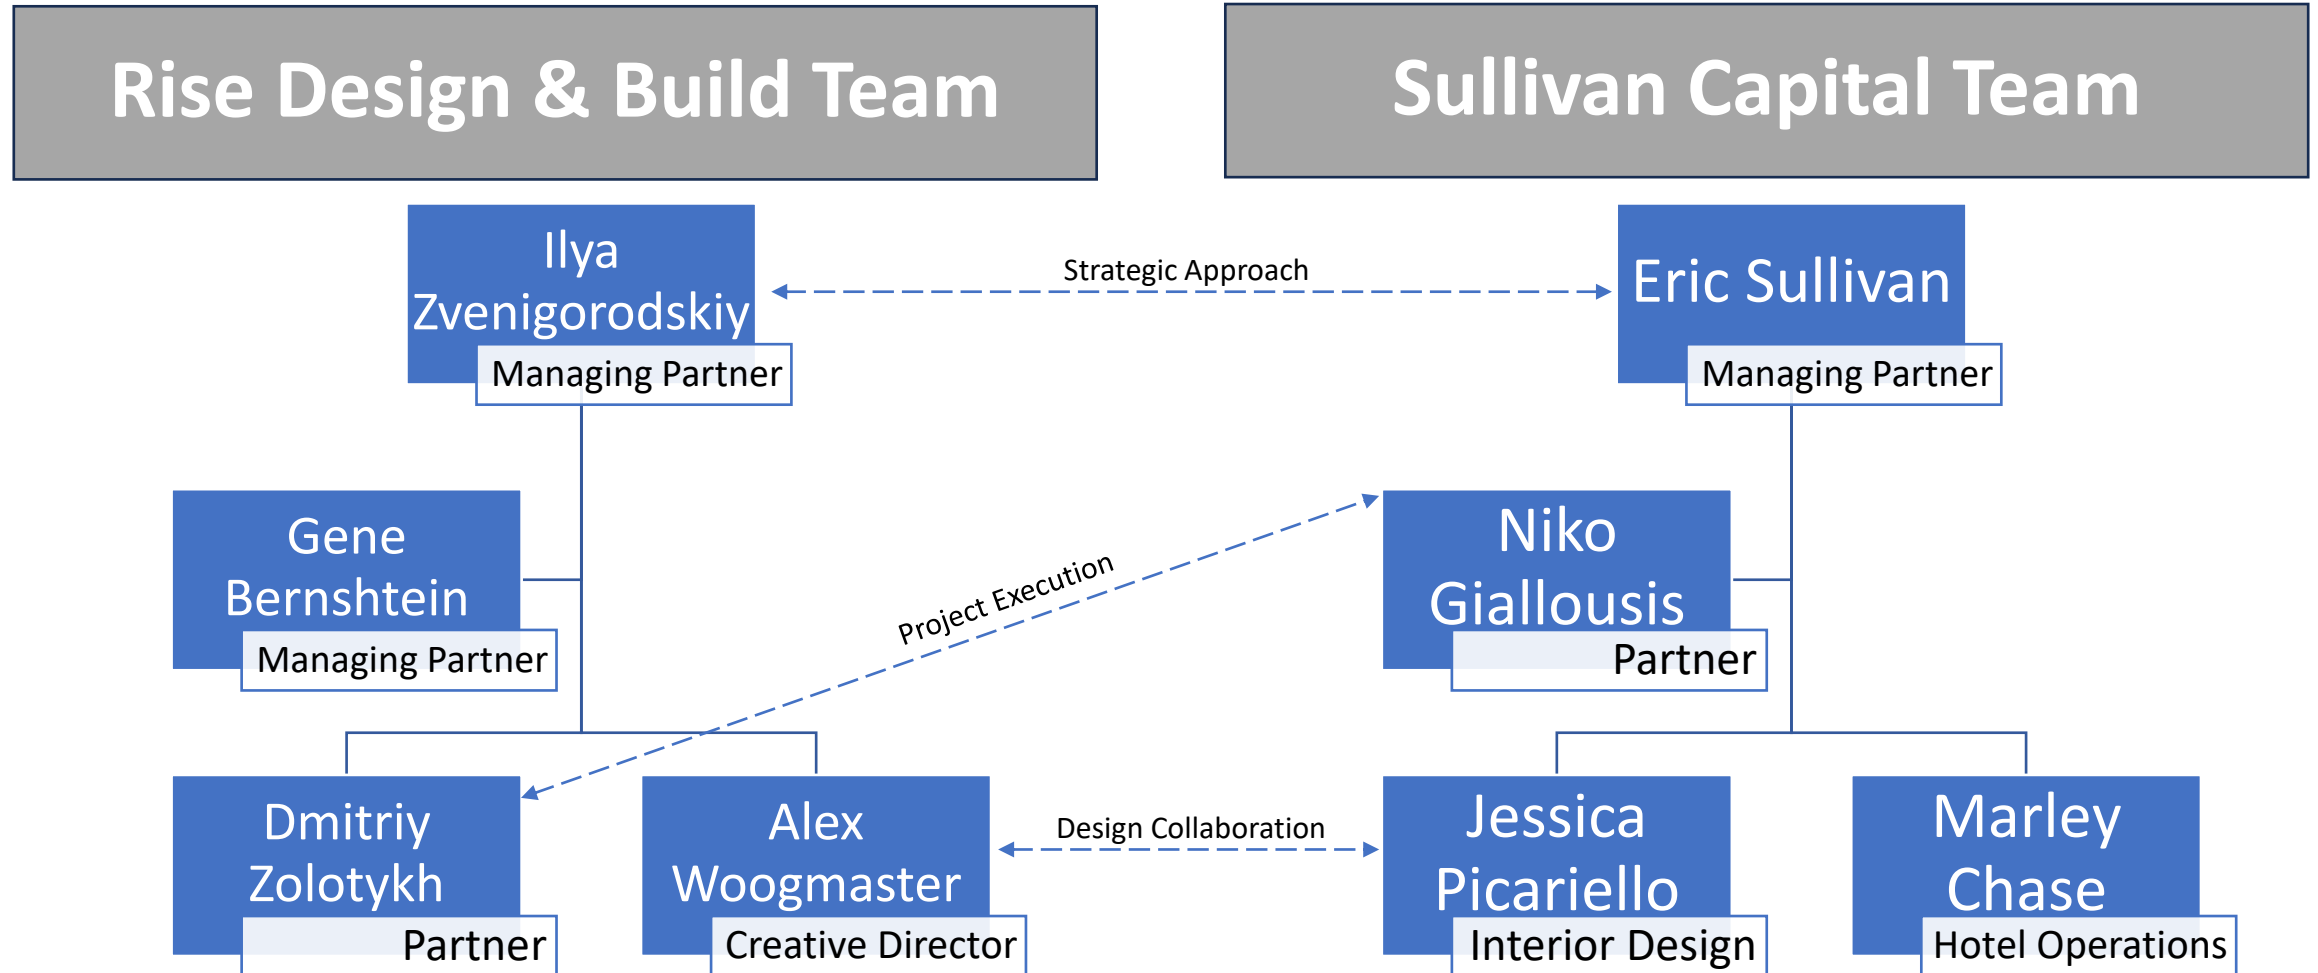 Rise Design & Build Team
Sullivan Capital Team
Ilya
Zvenigorodskiy
Managing Partner
Strategic Approach
Eric Sullivan
Managing Partner
Gene
Bernshtein
Managing Partner
Project Execution
Niko
Giallousis
Partner
Dmitriy
Zolotykh
Partner
Alex
Woogmaster
Creative Director
Design Collaboration
Jessica
Picariello
Interior Design
Marley
Chase
Hotel Operations